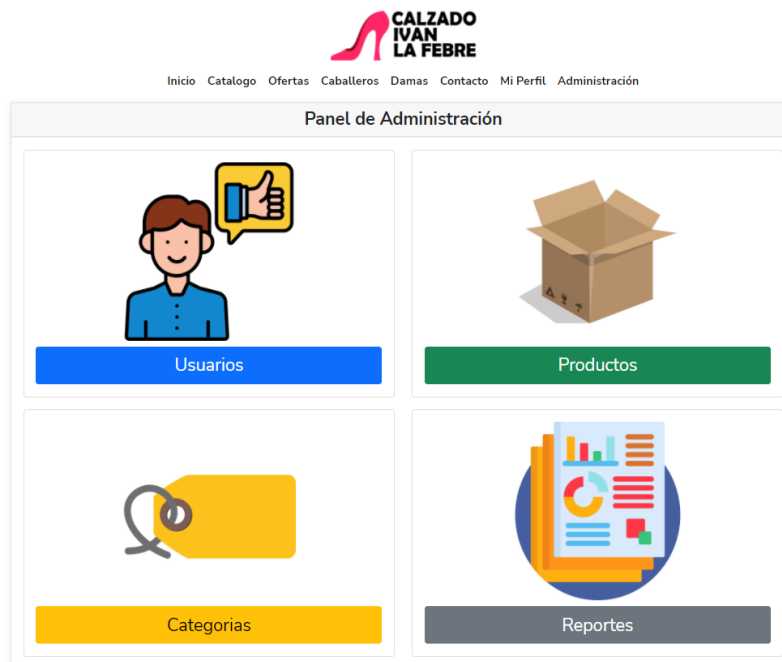 CALZADO
IVAN
LA FEBRE
Inicio Catalogo Ofertas Caballeros Damas Contacto Mi Perfil Administración
Panel de Administración
Usuarios
Productos
Categorias
Reportes